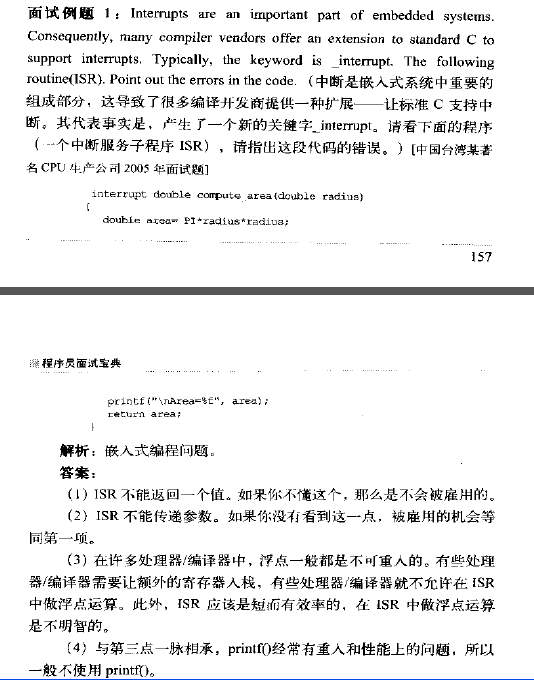 面试例题 1：Interrupts are an important part of embedded systems.
Consequently, many compiler vendors offer an extension to standard C to
support interrupts. Typically, the keyword is _interrupt. The following
routine(ISR). Point out the errors in the code.（中断是嵌入式系统中重要的
组成部分，这导致了很多编译开发商提供一种扩展——让标准 C 支持中
断。其代表事实是，产生了一个新的关键字_interrupt。请看下面的程序
（一个中断服务子程序 ISR），请指出这段代码的错误。）[中国台湾某著
名 CPU 生产公司 2005 年面试题]
interrupt double compute_area(double radius)
{
double area= PI*radius*radius;
157
程序员面试宝典
printf("\nArea=%f", area);
return area;
}
解析：嵌入式编程问题。
答案：
（1）ISR 不能返回一个值。如果你不懂这个，那么是不会被雇用的。
（2）ISR 不能传递参数。如果你没有看到这一点，被雇用的机会等
同第一项。
（3）在许多处理器/编译器中，浮点一般都是不可重入的。有些处理
器/编译器需要让额外的寄存器入栈，有些处理器/编译器就不允许在 ISR
中做浮点运算。此外，ISR 应该是短而有效率的，在 ISR 中做浮点运算
是不明智的。
（4）与第三点一脉相承，printf()经常有重入和性能上的问题，所以
一般不使用 printf()。